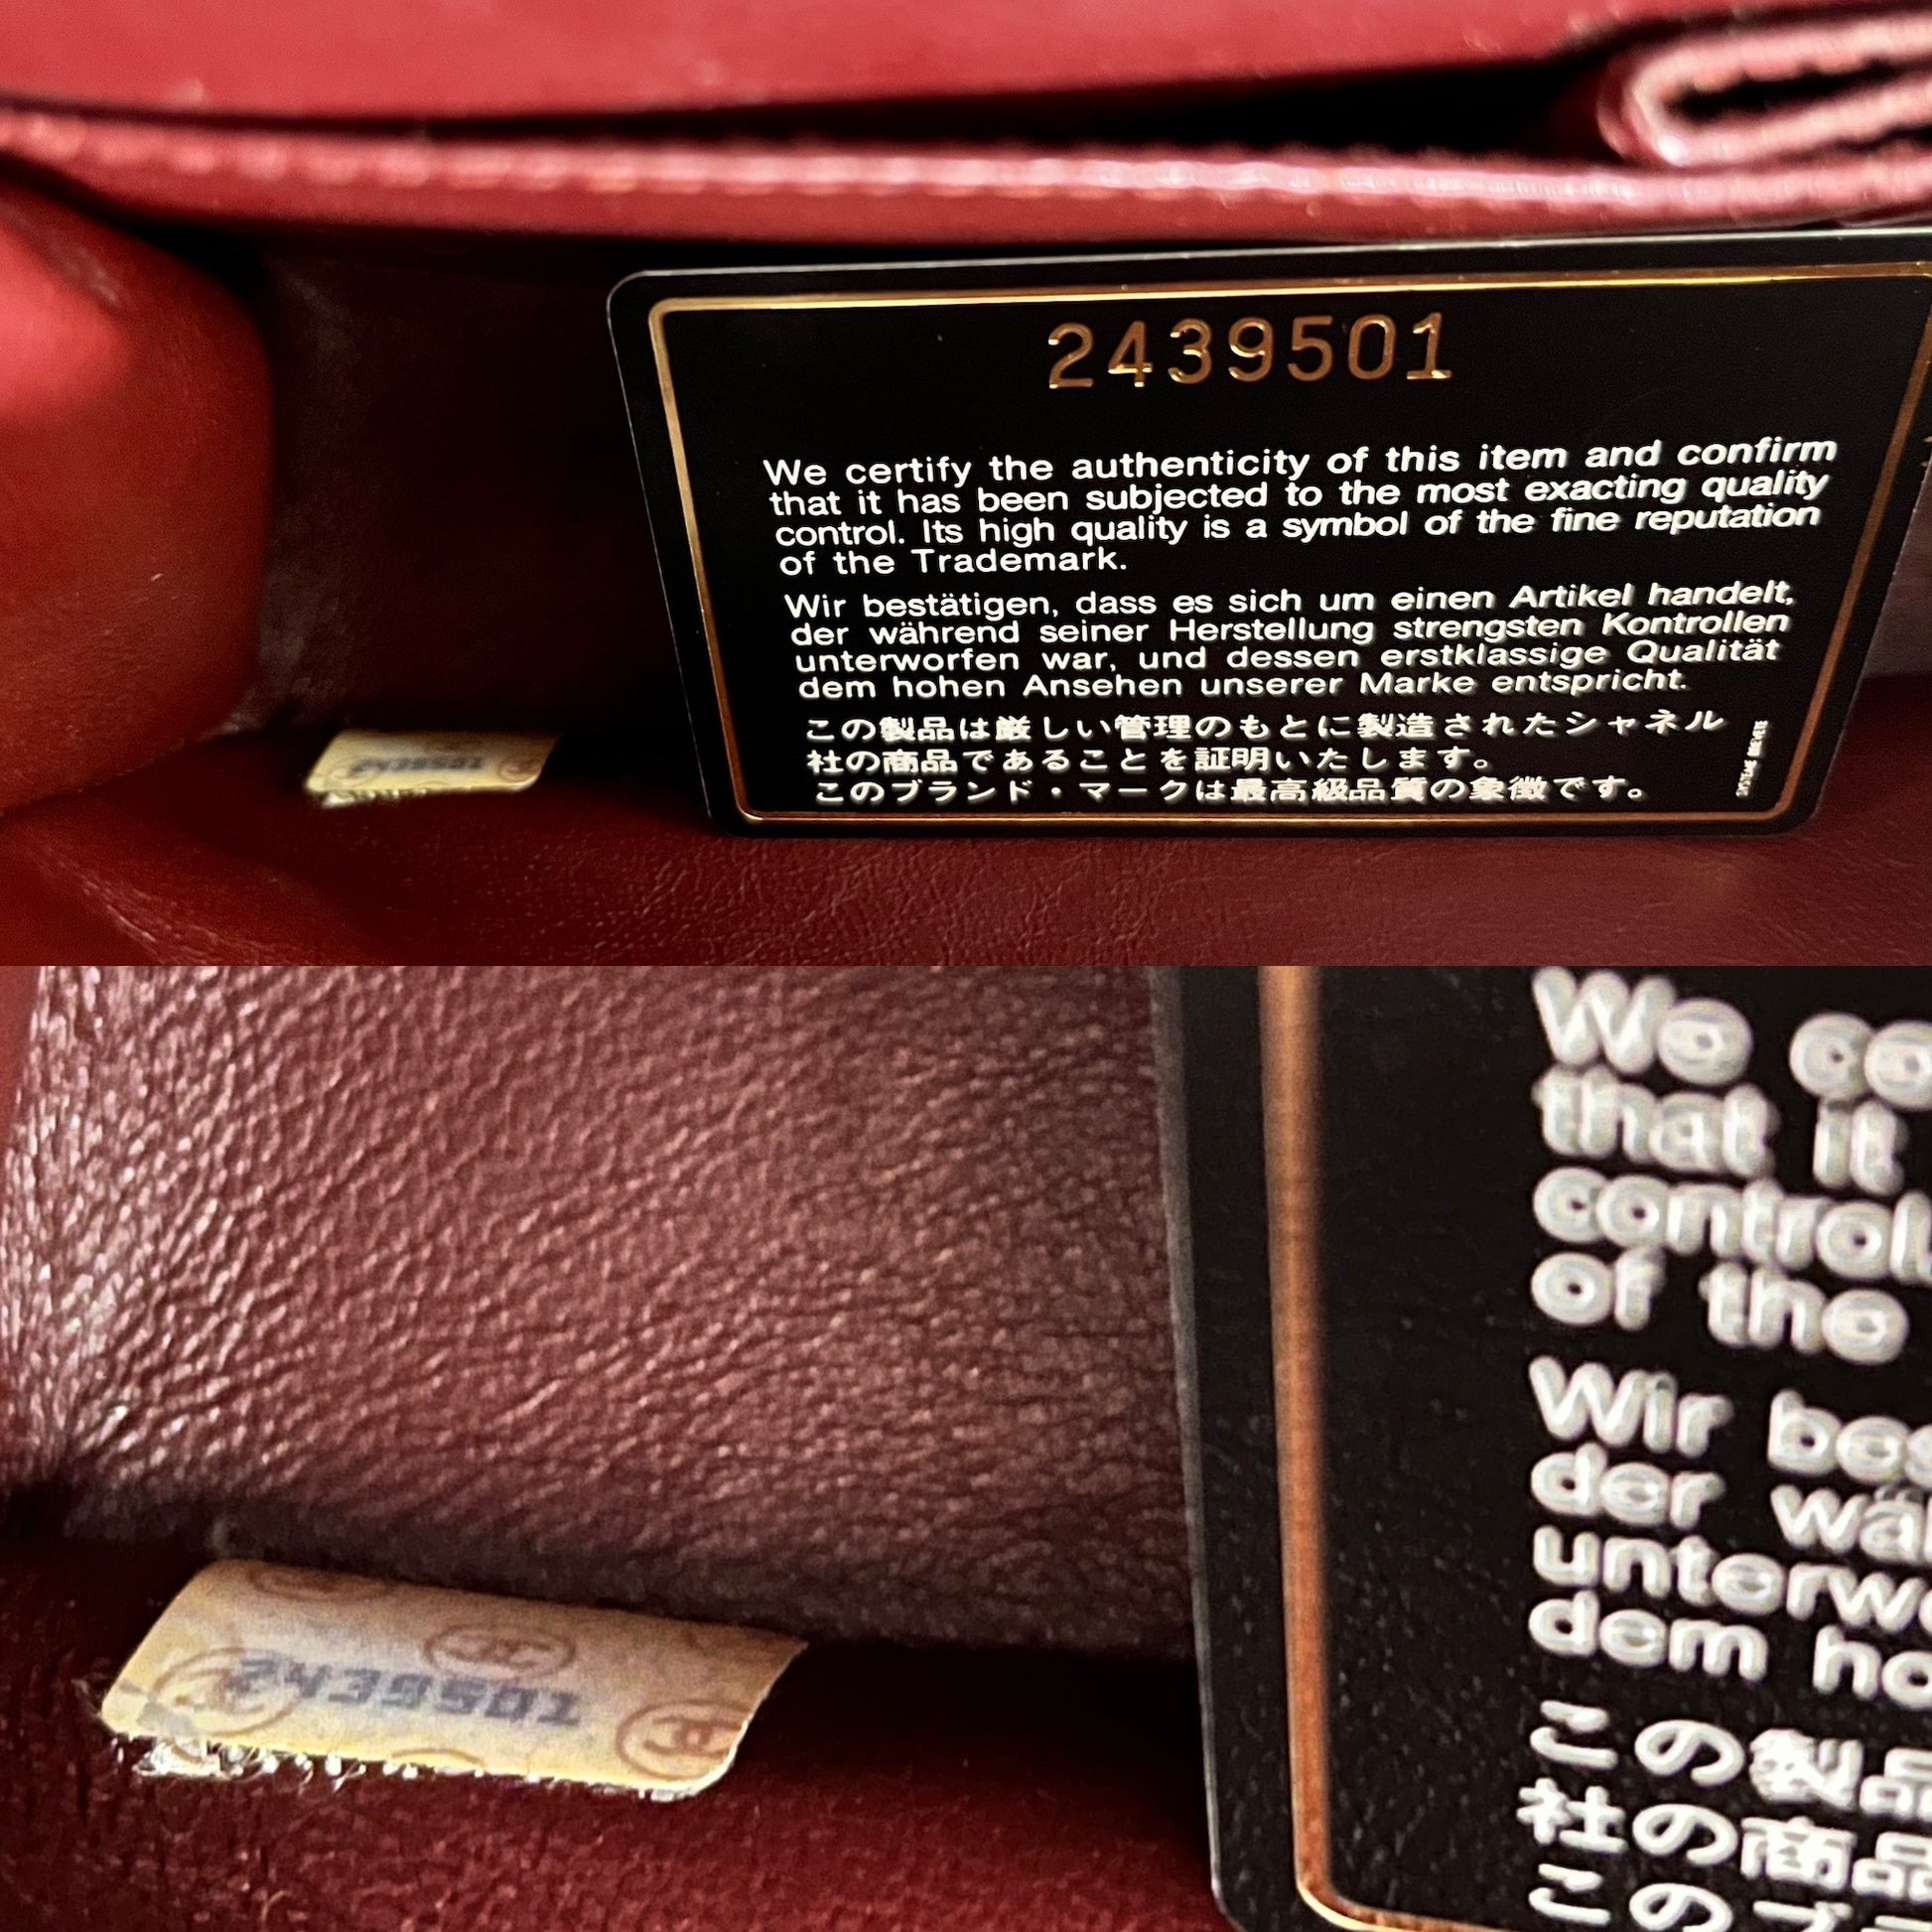 2439501
We certify the authenticity of this item and confirm
that it has been subjected to the most exacting quality
control. Its high quality is a symbol of the fine reputation
of the Trademark.
Wir bestätigen, dass es sich um einen Artikel handelt,
der während seiner Herstellung strengsten Kontrollen
unterworfen war, und dessen erstklassige Qualität
dem hohen Ansehen unserer Marke entspricht.
この製品は厳しい管理のもとに製造されたシャネル
社の商品であることを証明いたします。
このブランド・マークは最高級品質の象徴です。
We ce
that it
control
of the
Wir bes
der wäh
unterwo
dem ho
この製品
社の商品
この
2439501